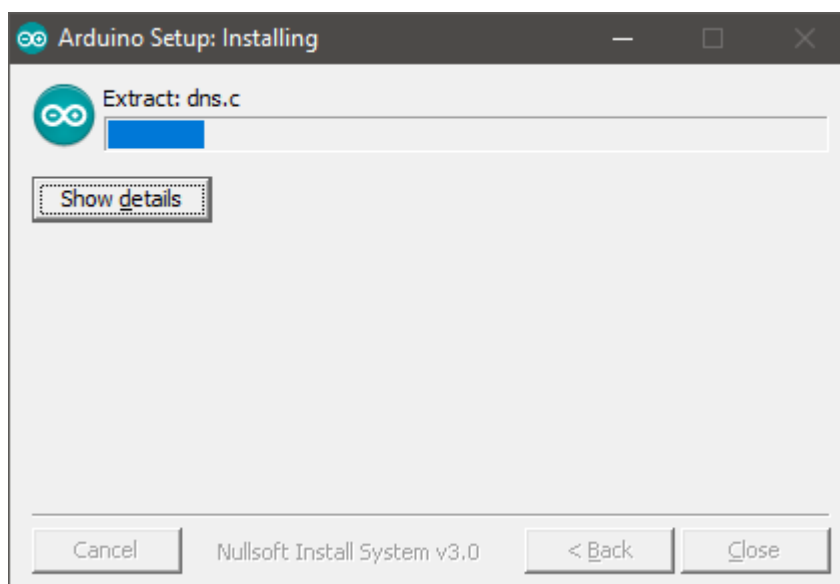 Arduino Setup: Installing
Extract: dns.c
Show details
Cancel
Nullsoft Install System v3.0
< Back
Close